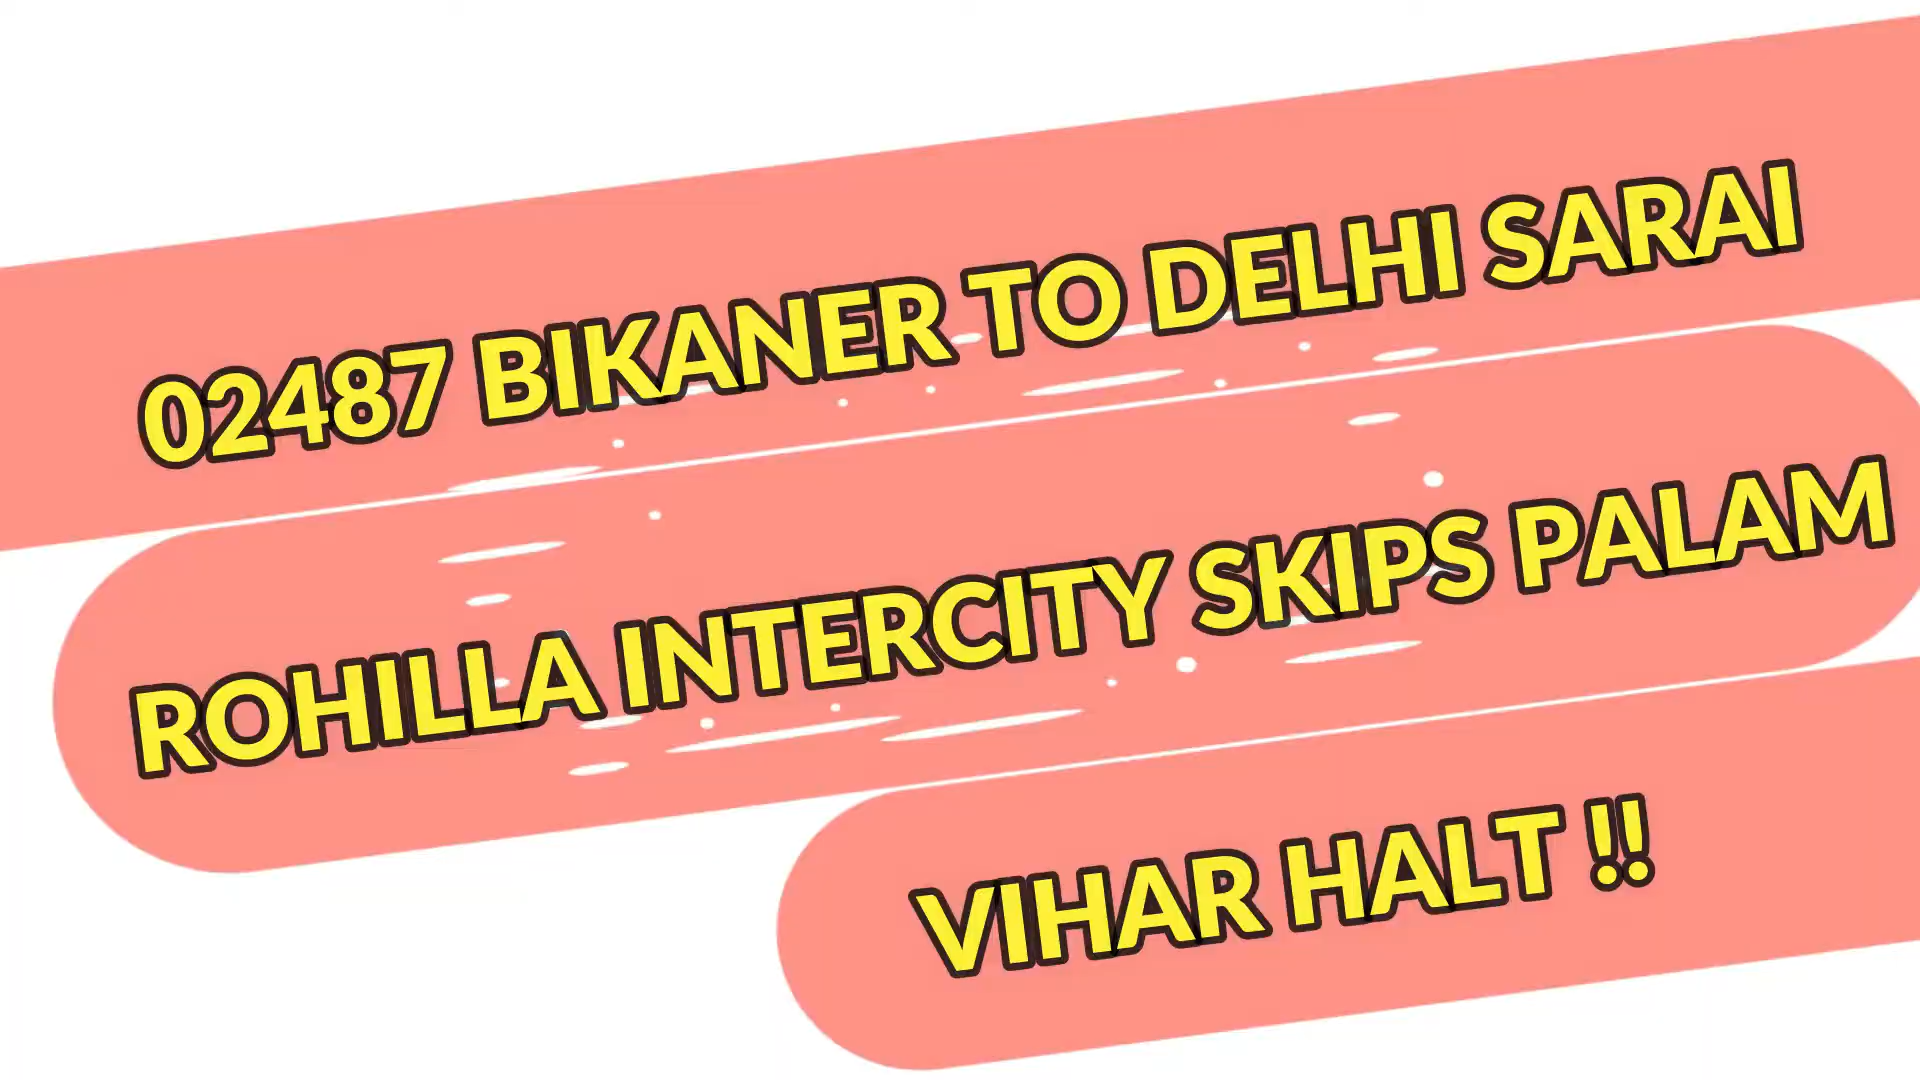 02487 BIKANER TO DELHI SARAI
ROHILLA INTERCITY SKIPS PALAM
VIHAR HALT !!